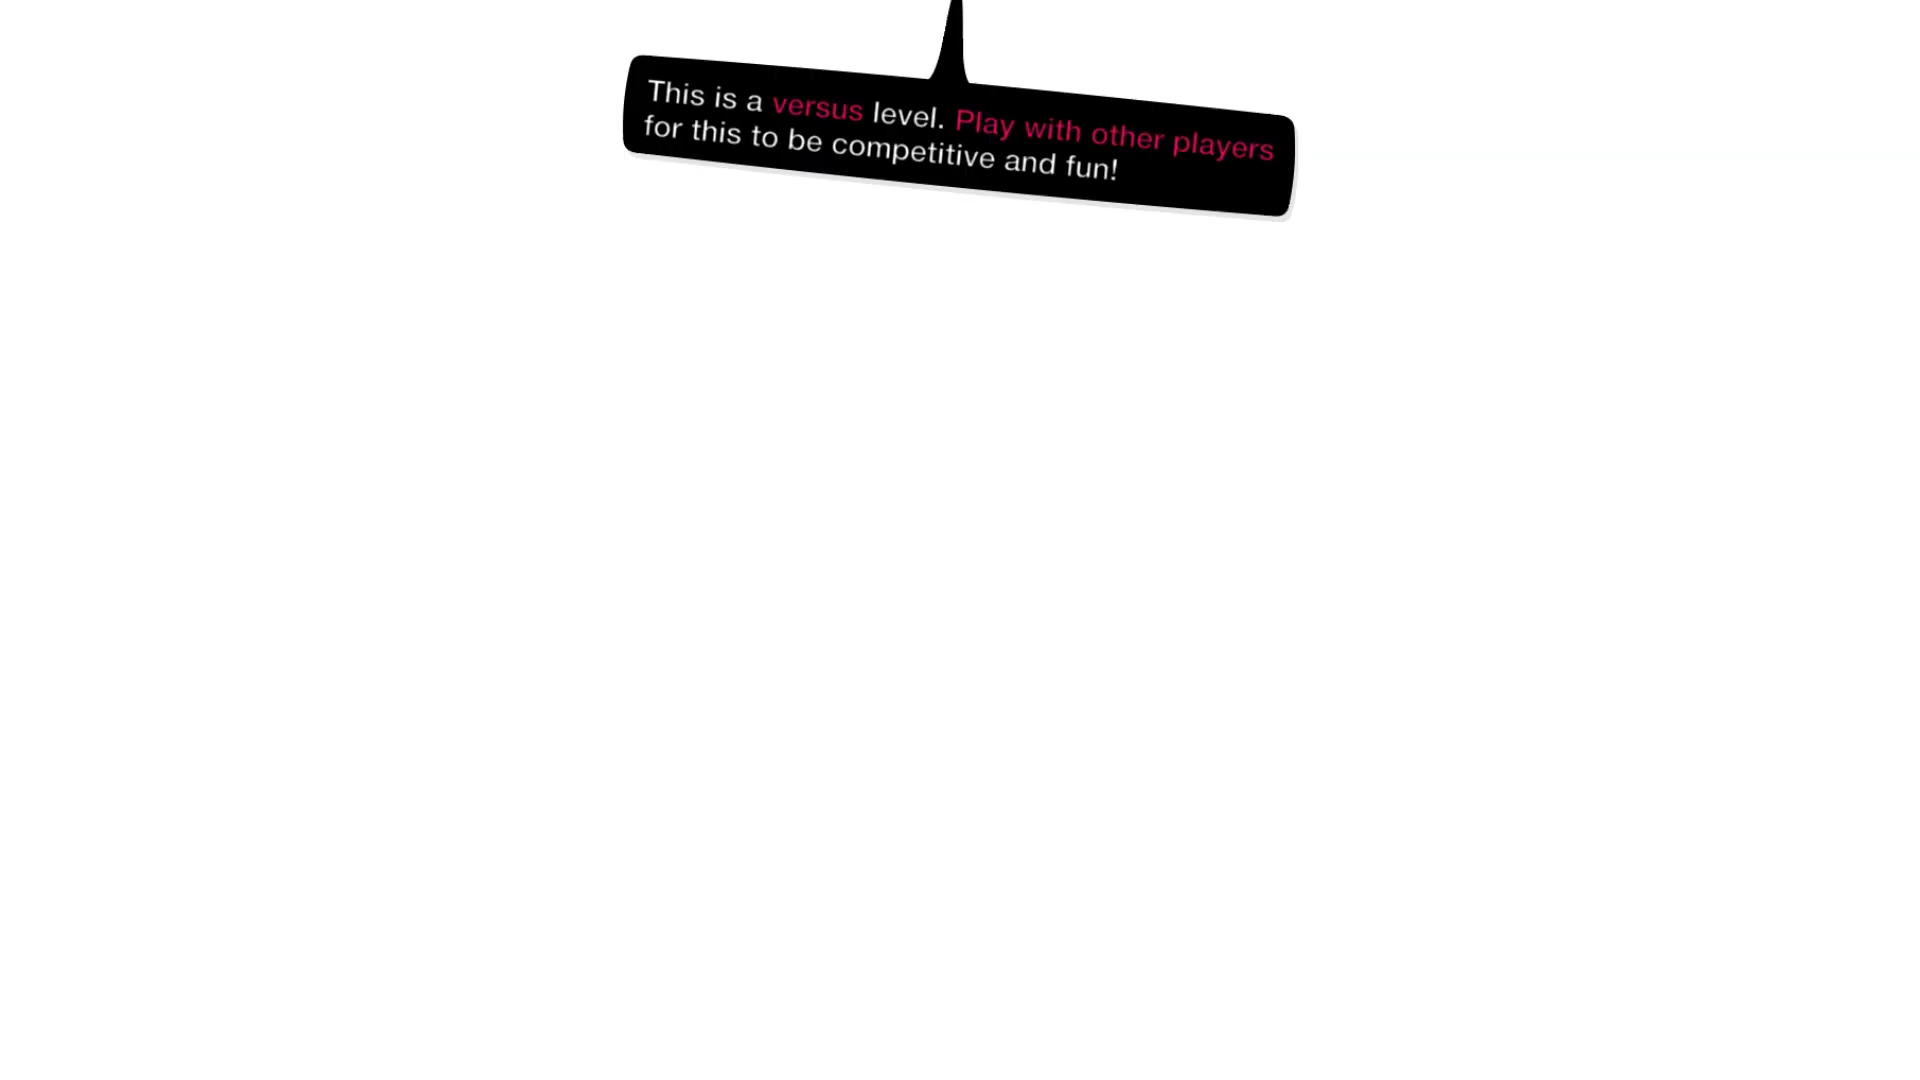 This is a versus level. Play with other players
for this to be competitive and fun!